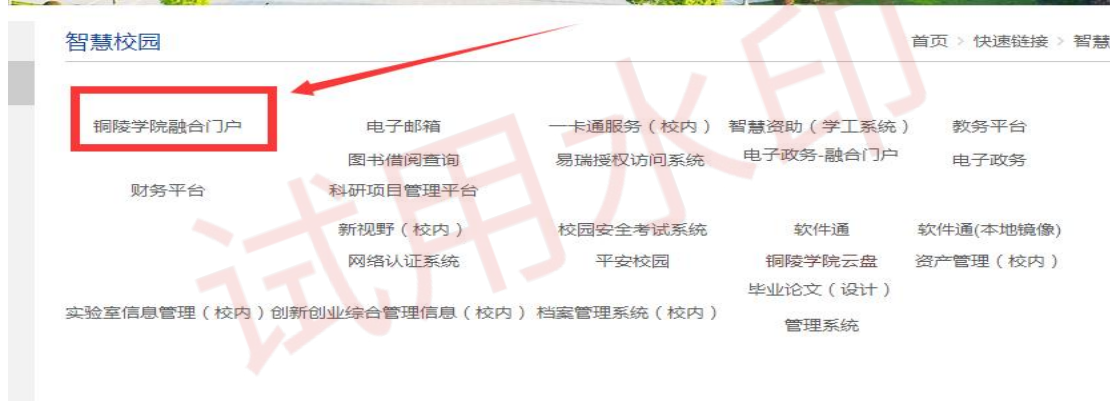 智慧校园
首页 > 快速链接 > 智慧
铜陵学院融合门户 电子邮箱 一卡通服务（校内） 智慧资助（学工系统） 教务平台
图书借阅查询 易瑞授权访问系统 电子政务-融合门户 电子政务
财务平台 科研项目管理平台
新视野（校内） 校园安全考试系统 软件通 软件通(本地镜像)
网络认证系统 平安校园 铜陵学院云盘 资产管理（校内）
实验室信息管理（校内） 创新创业综合管理信息（校内） 档案管理系统（校内） 毕业论文（设计）
管理系统
试用水印